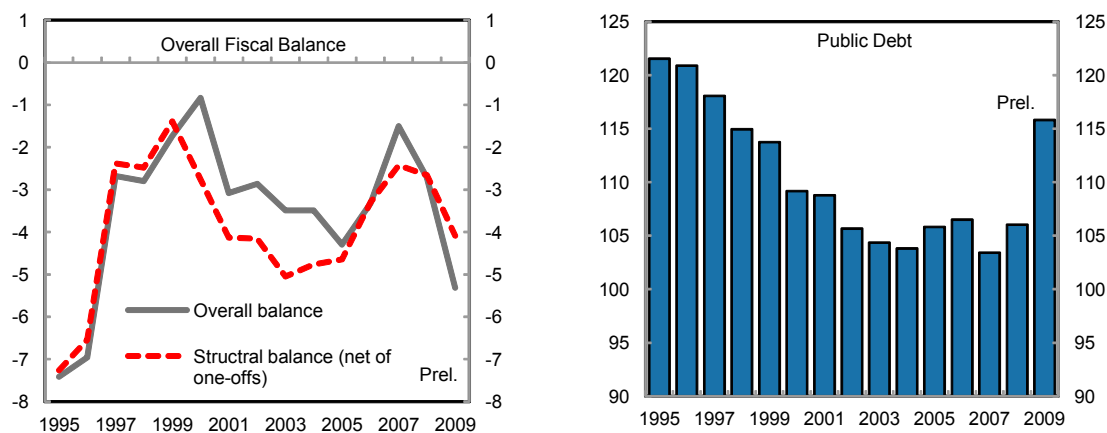 Overall Fiscal Balance
1 1
0 0
-1 -1
-2 -2
-3 -3
-4 -4
-5 -5
-6 -6
-7 -7
-8 -8
Overall balance
Structral balance (net of
one-offs)
Prel.
1995 1997 1999 2001 2003 2005 2007 2009
Public Debt
125 125
120 120
115 115
110 110
105 105
100 100
95 95
90 90
Prel.
1995 1997 1999 2001 2003 2005 2007 2009